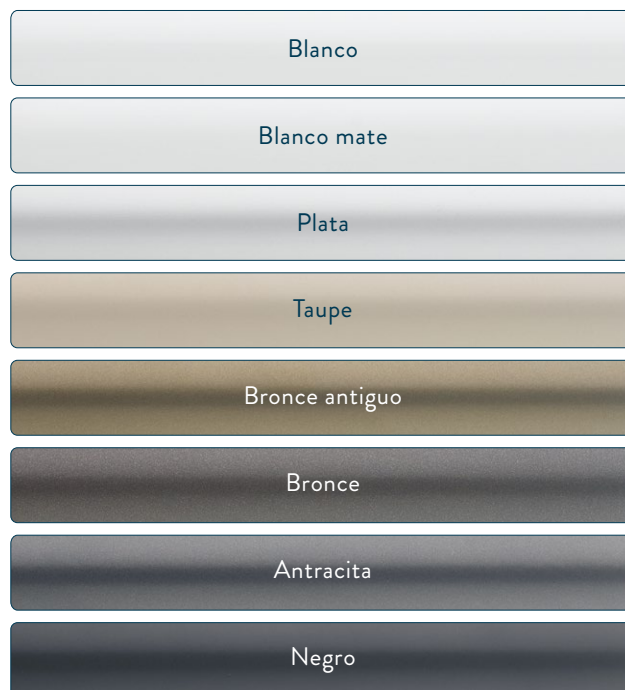 Blanco
Blanco mate
Plata
Taupe
Bronce antiguo
Bronce
Antracita
Negro